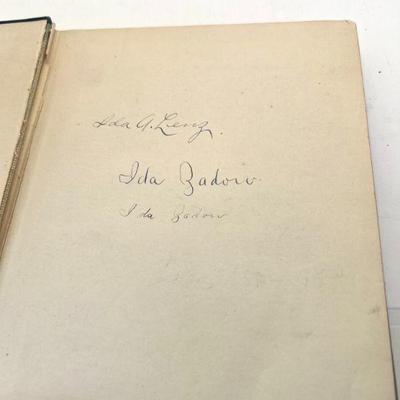 Ida A. Lenz.
Ida Zadow.
Ida Zadow